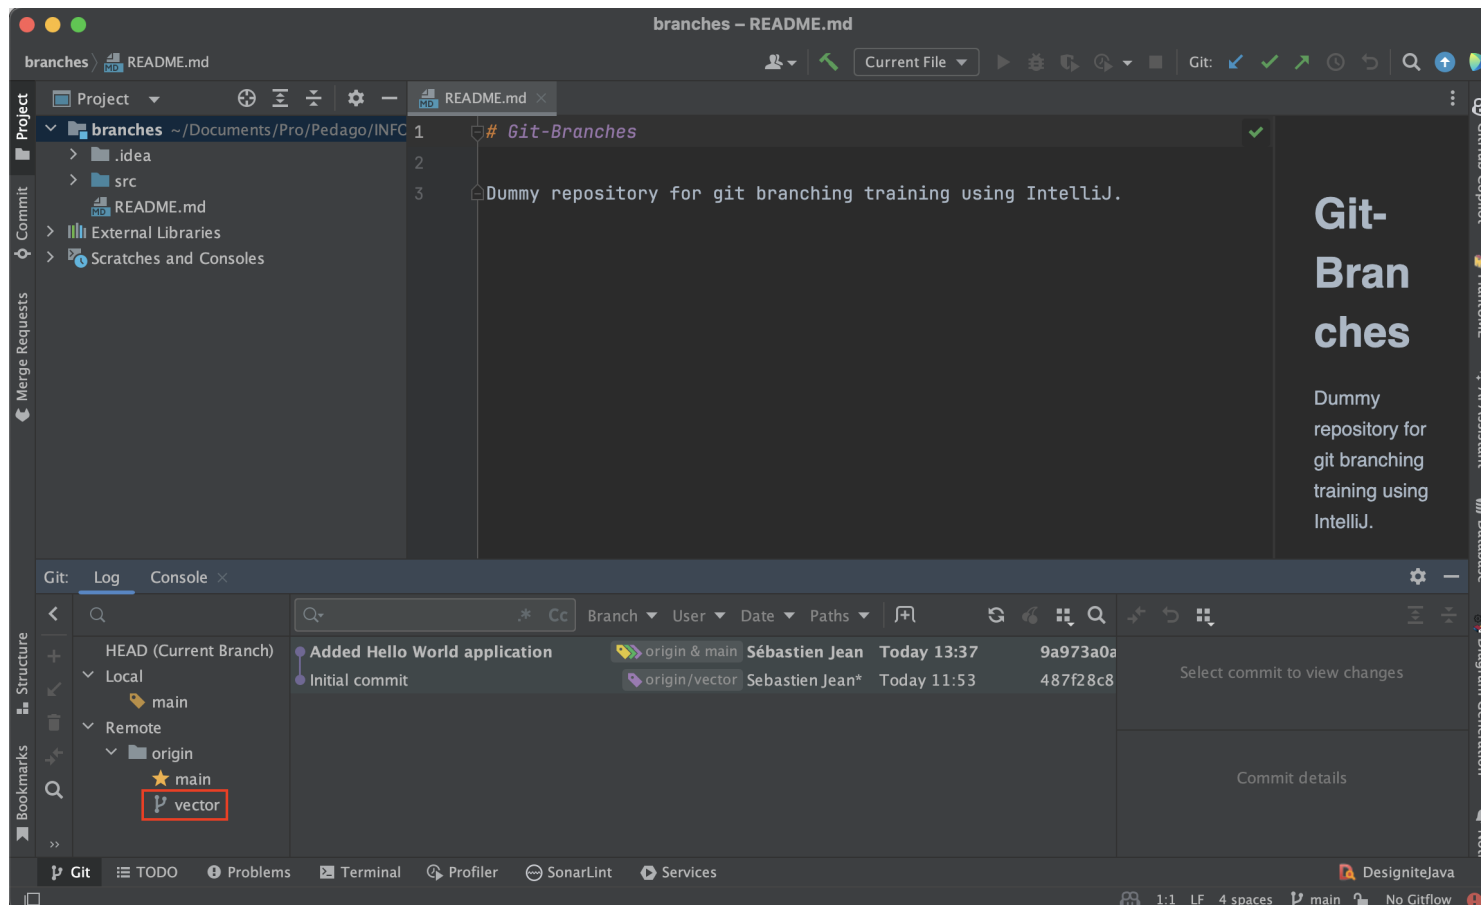 branches – README.md
branches README.md
Current File
Git:
Project
Project
README.md
branches ~/Documents/Pro/Pedago/INFO
.idea
src
README.md
External Libraries
Scratches and Consoles
Commit
Merge Requests
1 # Git-Branches
2
3 Dummy repository for git branching training using IntelliJ.
Git-
Bran
ches
Dummy
repository for
git branching
training using
IntelliJ.
Git: Log Console
.* Cc Branch User Date Paths
Structure
Bookmarks
HEAD (Current Branch)
Local
main
Remote
origin
main
vector
Added Hello World application origin & main Sébastien Jean Today 13:37 9a973a0a
Initial commit origin/vector Sebastien Jean* Today 11:53 487f28c8
Select commit to view changes
Commit details
Git TODO Problems Terminal Profiler SonarLint Services DesigniteJava
1:1 LF 4 spaces main No Gitflow